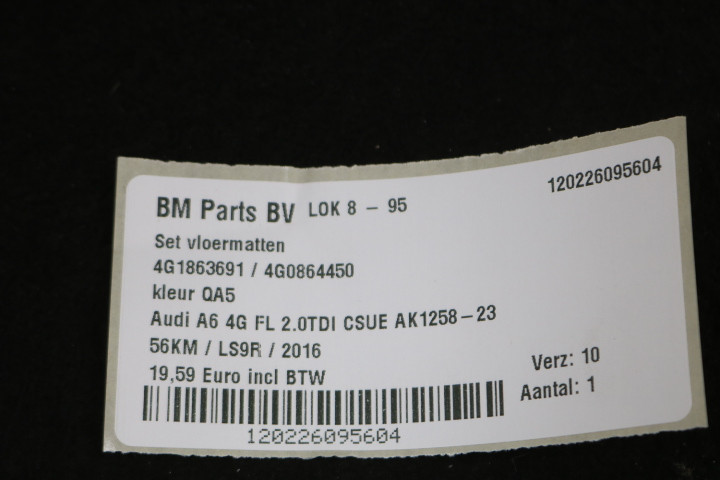 120226095604
BM Parts BV LOK 8 - 95
Set vloermatten
4G1863691 / 4G0864450
kleur QA5
Audi A6 4G FL 2.0TDI CSUE AK1258-23
56KM / LS9R / 2016
19,59 Euro incl BTW
Verz: 10
Aantal: 1
120226095604